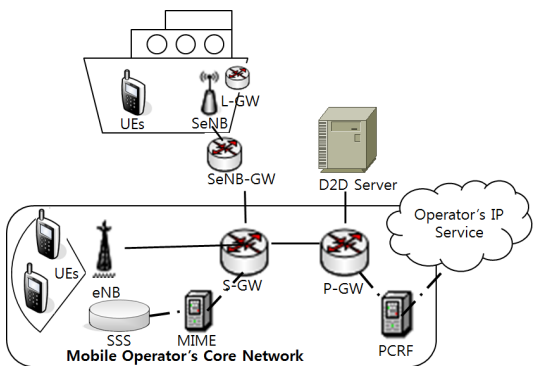 L-GW
UEs
SeNB
SeNB-GW
D2D Server
Operator's IP
Service
UEs
eNB
S-GW
P-GW
SSS
MIME
PCRF
Mobile Operator's Core Network